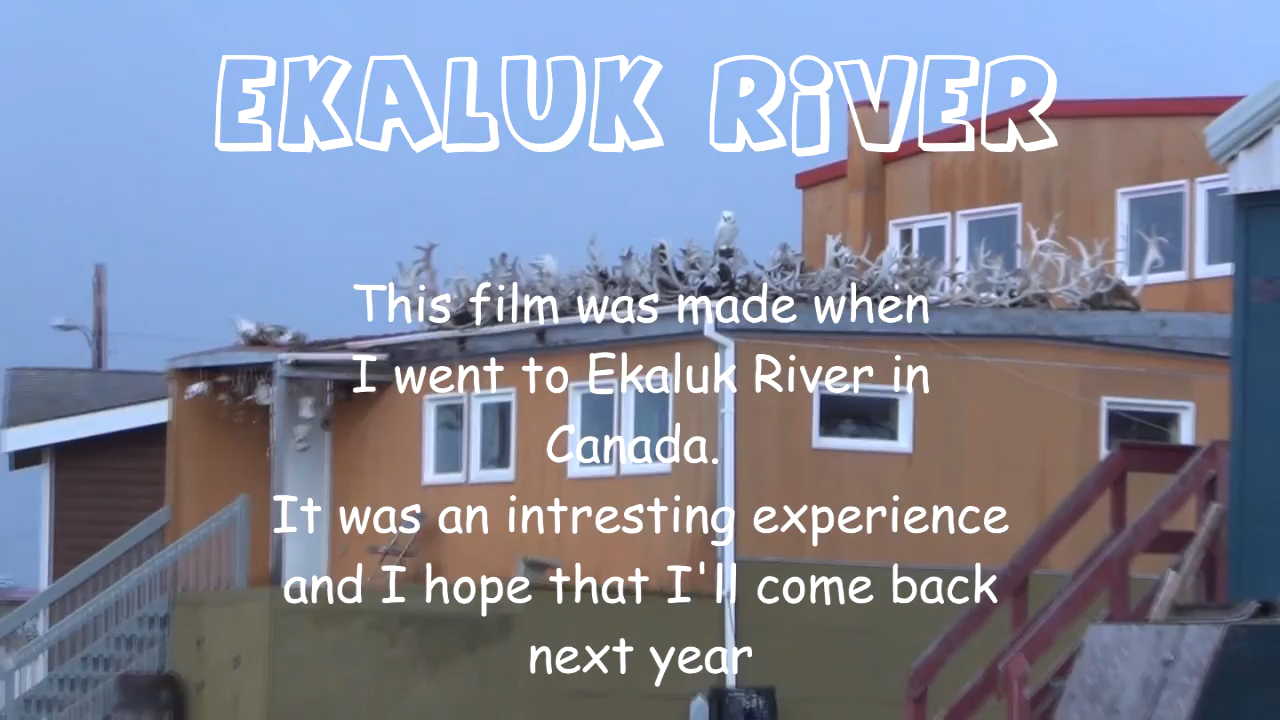 EKALUK RiVER
This film was made when
I went to Ekaluk River in
Canada.
It was an intresting experience
and I hope that I'll come back
next year